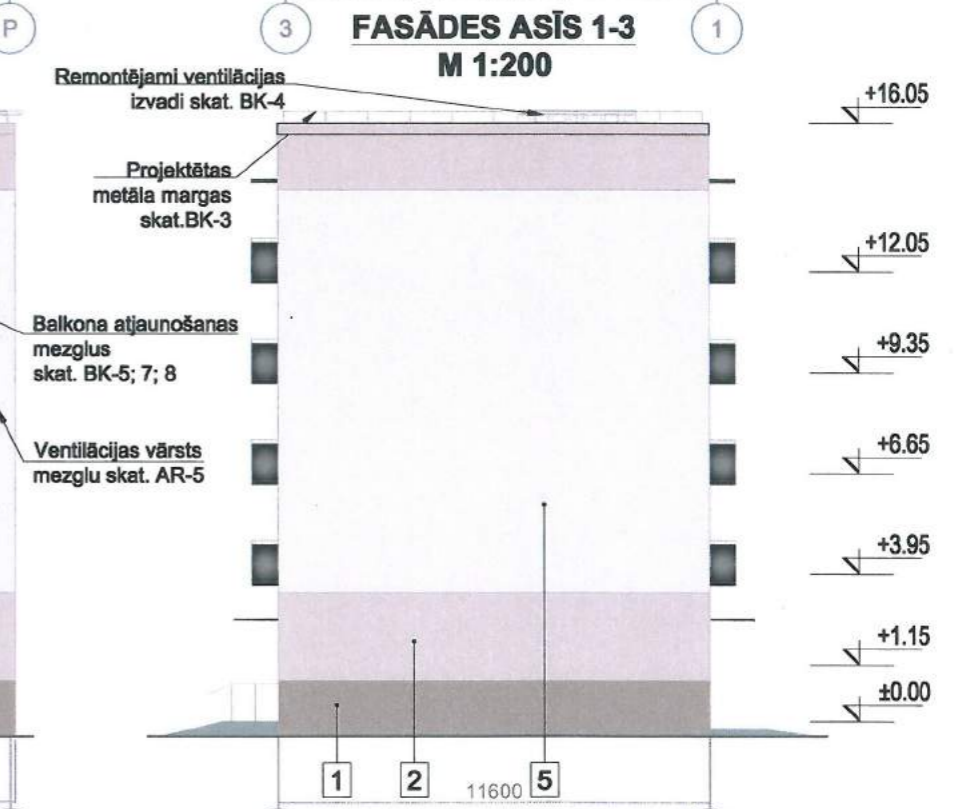 P
3
FASĀDES ASĪS 1-3
1
M 1:200
Remontējami ventilācijas
izvadi skat. BK-4
Projektētas
metāla margas
skat.BK-3
Balkona atjaunošanas
mezglus
skat. BK-5; 7; 8
Ventilācijas vārsts
mezglu skat. AR-5
+16.05
+12.05
+9.35
+6.65
+3.95
+1.15
±0.00
1
2
5
11600